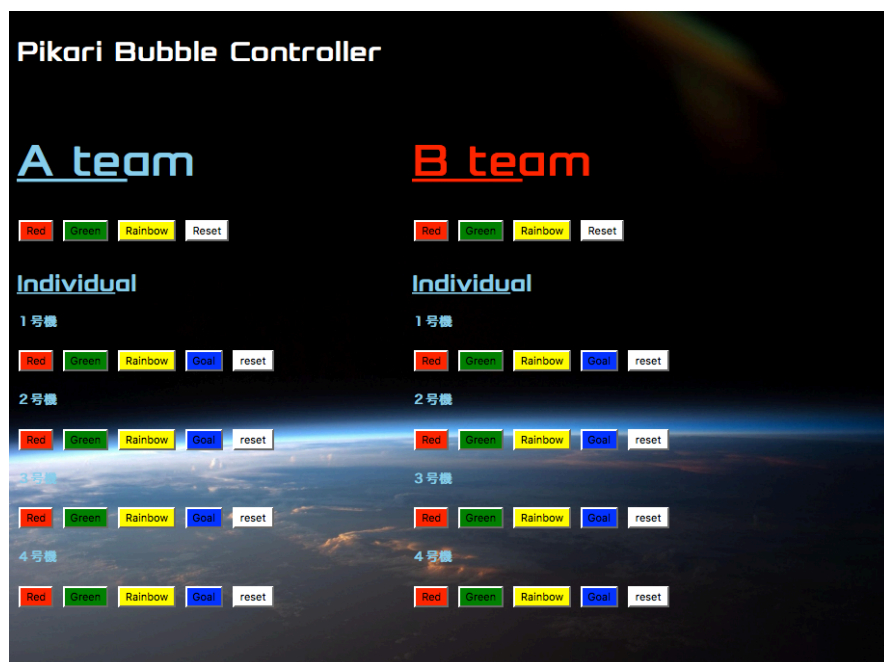 Pikari Bubble Controller
A team
Red Green Rainbow Reset
Individual
1号機
Red Green Rainbow Goal reset
2号機
Red Green Rainbow Goal reset
3号機
Red Green Rainbow Goal reset
4号機
Red Green Rainbow Goal reset
B team
Red Green Rainbow Reset
Individual
1号機
Red Green Rainbow Goal reset
2号機
Red Green Rainbow Goal reset
3号機
Red Green Rainbow Goal reset
4号機
Red Green Rainbow Goal reset